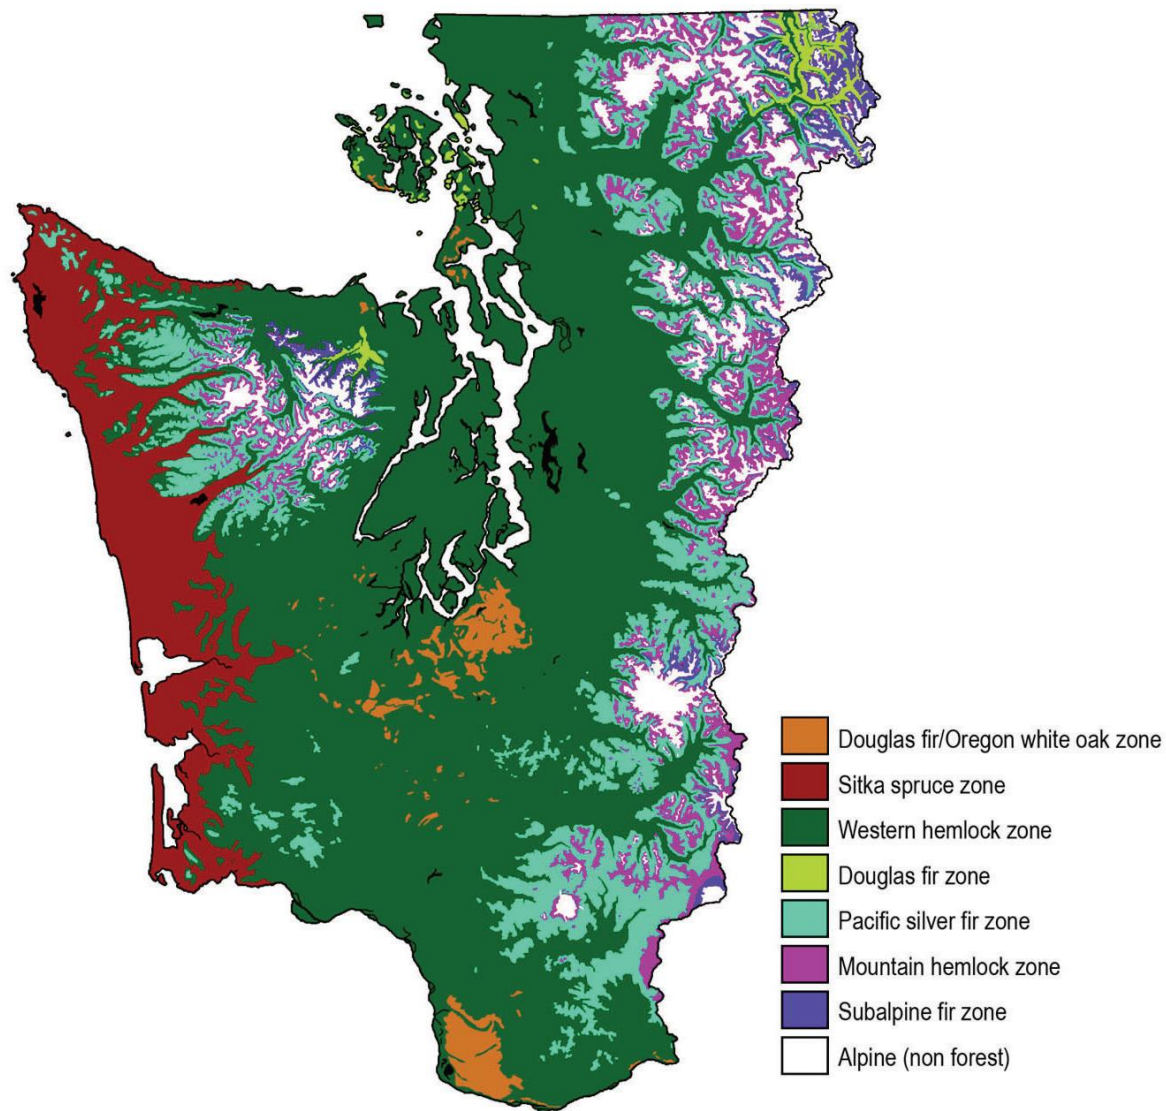 Douglas fir/Oregon white oak zone
Sitka spruce zone
Western hemlock zone
Douglas fir zone
Pacific silver fir zone
Mountain hemlock zone
Subalpine fir zone
Alpine (non forest)